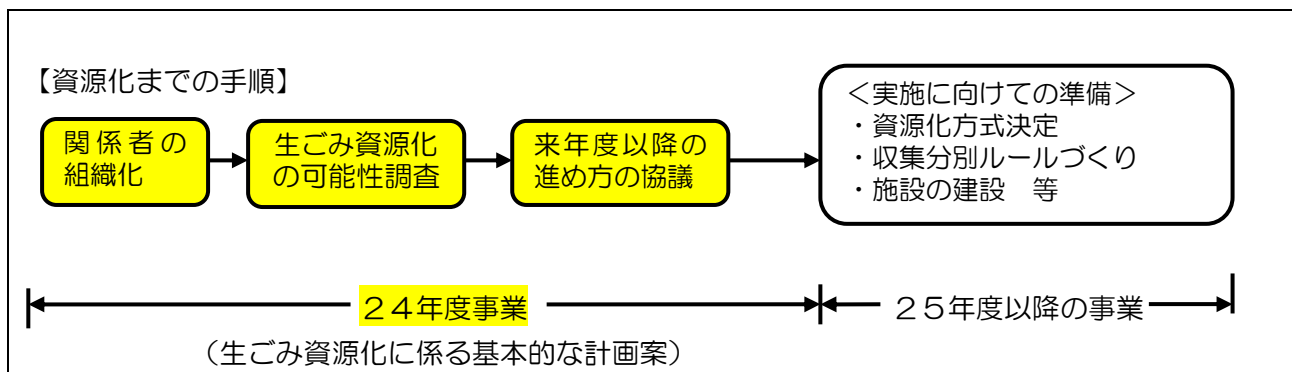 【資源化までの手順】
関係者の
組織化
生ごみ資源化
の可能性調査
来年度以降の
進め方の協議
＜実施に向けての準備＞
・資源化方式決定
・収集分別ルールづくり
・施設の建設　等
２４年度事業
２５年度以降の事業
（生ごみ資源化に係る基本的な計画案）